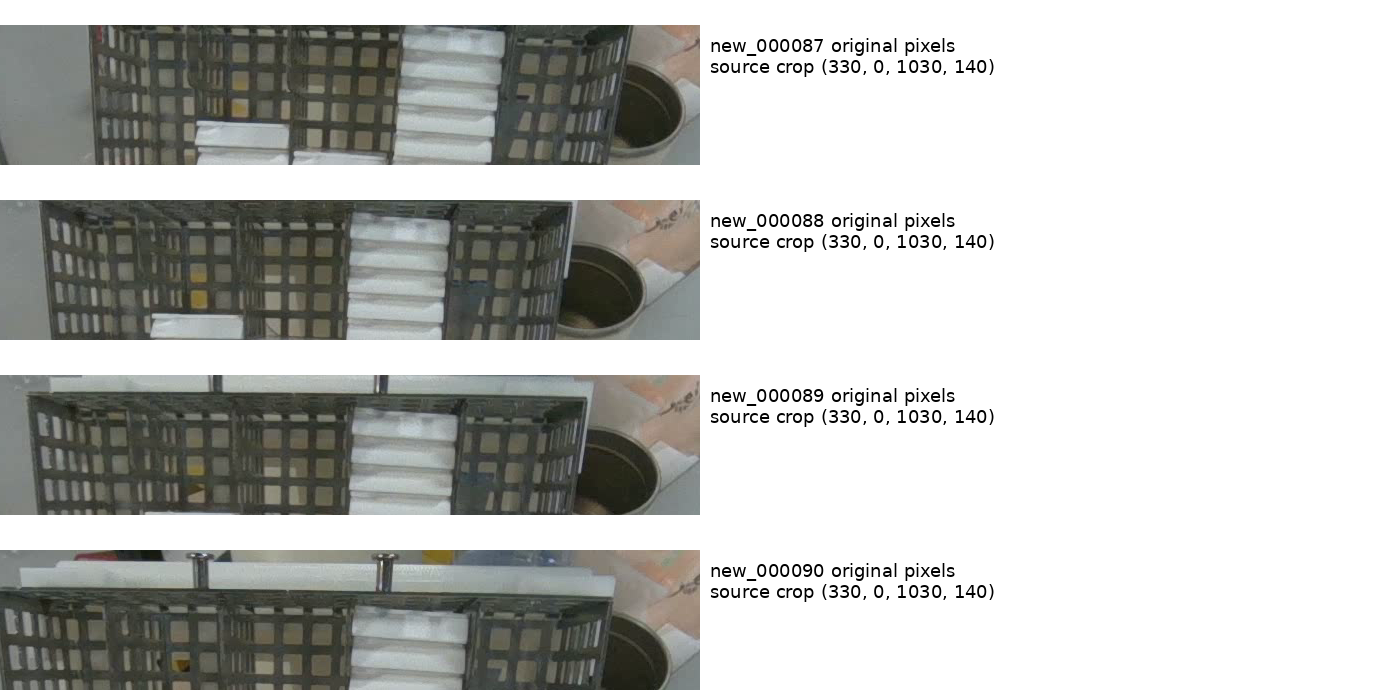 new_000087 original pixels
source crop (330, 0, 1030, 140)
new_000088 original pixels
source crop (330, 0, 1030, 140)
new_000089 original pixels
source crop (330, 0, 1030, 140)
new_000090 original pixels
source crop (330, 0, 1030, 140)